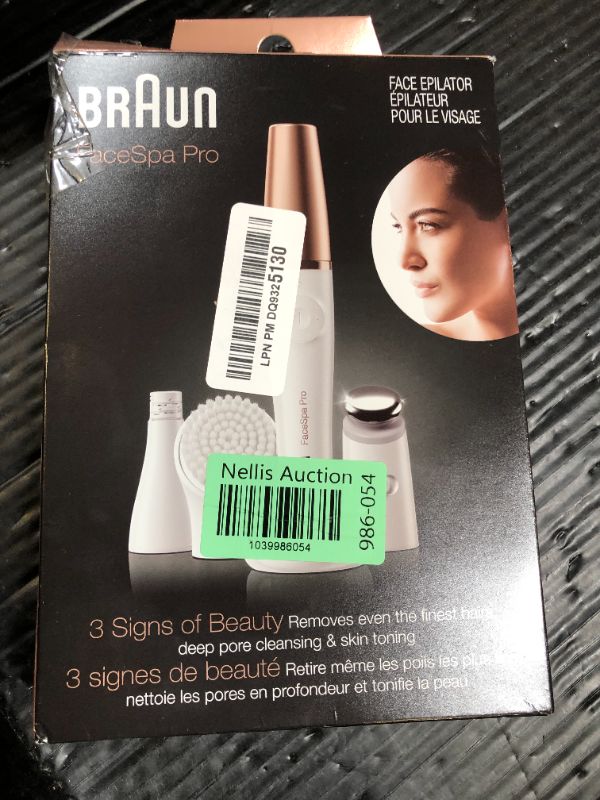 BRAUN
FaceSpa Pro
FACE EPILATOR
ÉPILATEUR
POUR LE VISAGE
LPN PM DQ9325130
FaceSpa Pro
Nellis Auction
1039986054
986-054
3 Signs of Beauty Removes even the finest hairs
deep pore cleansing & skin toning
3 signes de beauté Retire même les poils les plus
nettoie les pores en profondeur et tonifie la peau